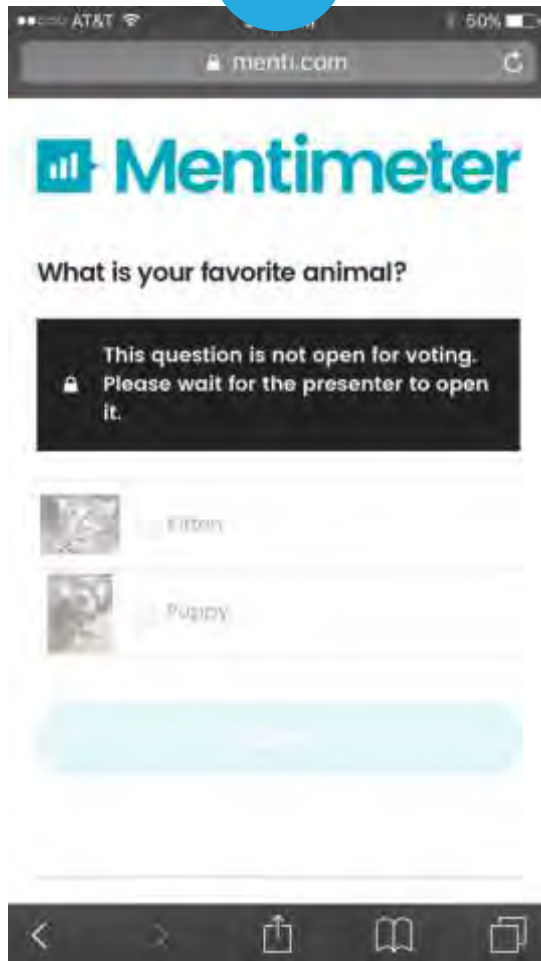 AT&T 50%
menti.com
Mentimeter
What is your favorite animal?
This question is not open for voting.
Please wait for the presenter to open
it.
Kitten
Puppy